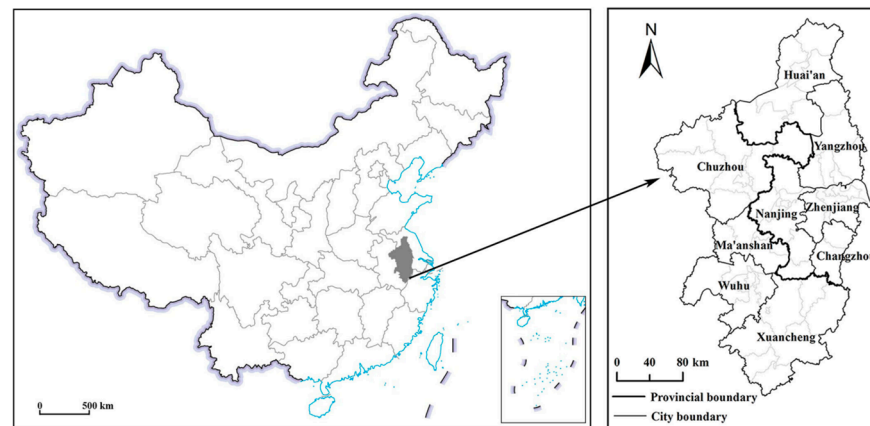 0 500 km
N
Huai'an
Yangzhou
Chuzhou
Nanjing
Zhenjiang
Ma'anshan
Changzhou
Wuhu
Xuancheng
0 40 80 km
Provincial boundary
City boundary